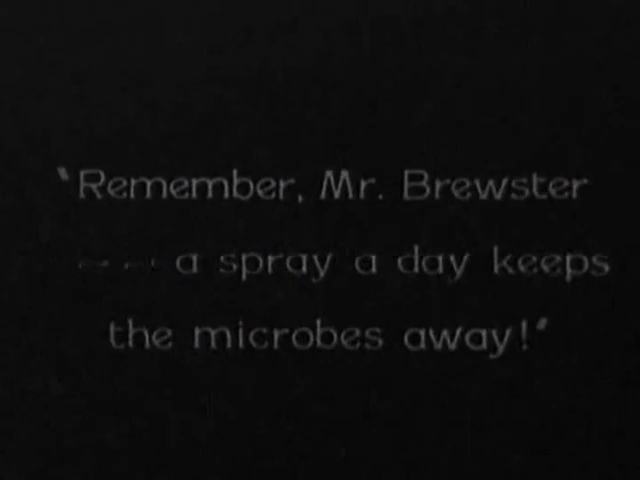 "Remember, Mr. Brewster
-- a spray a day keeps
the microbes away!"